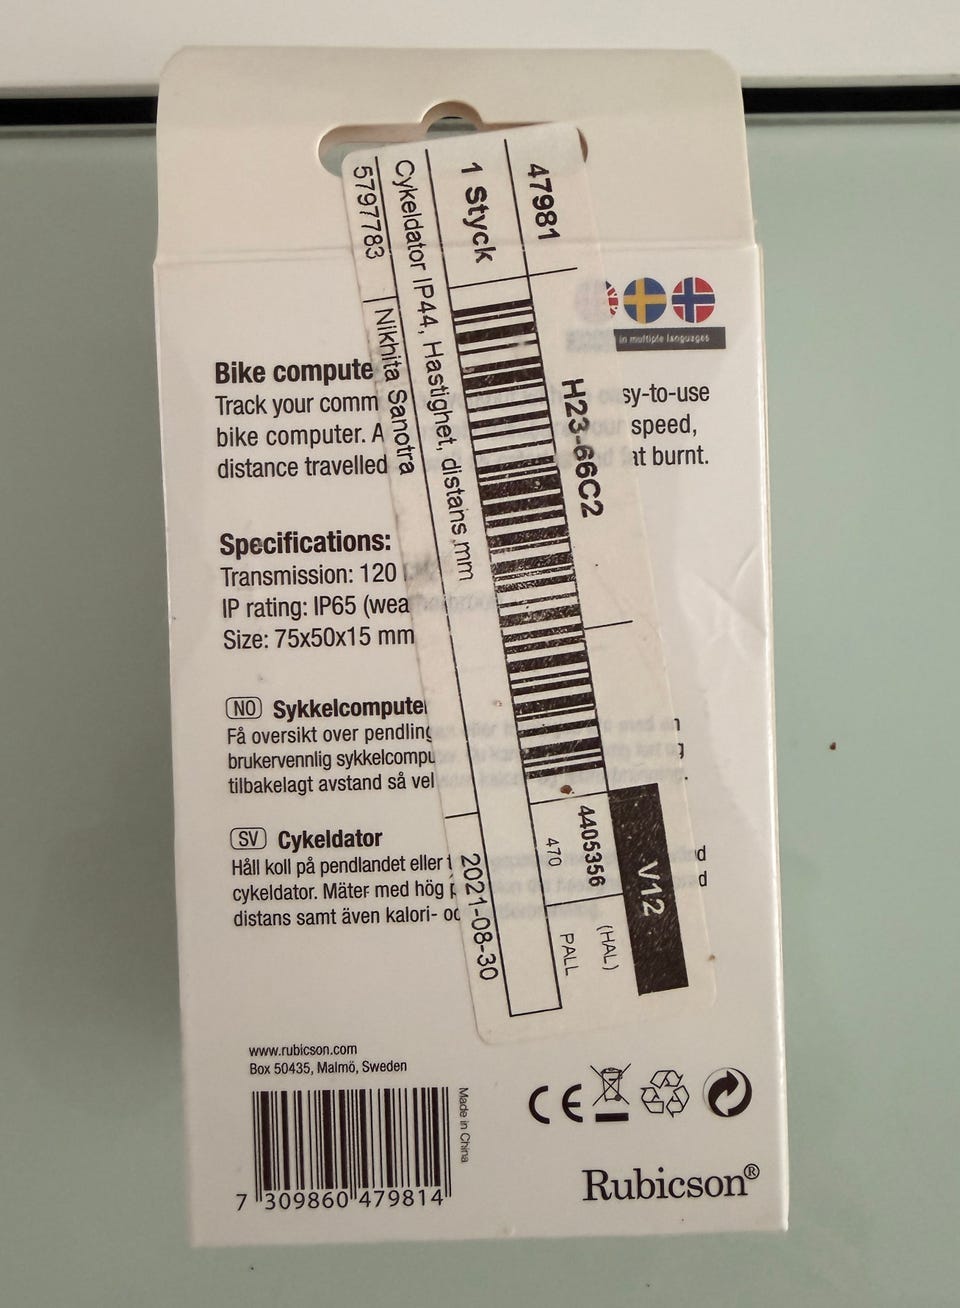 47981
1 Styck
H23-66C2
Cykeldator IP44, Hastighet, distans mm
5797783
Nikhita Sanotra
2021-08-30
4405356
470
(HAL)
PALL
V12
in multiple languages
Bike compute
Track your comm sy-to-use
bike computer. A speed,
distance travelled at burnt.
Specifications:
Transmission: 120
IP rating: IP65 (wea
Size: 75x50x15 mm
NO Sykkelcompute
Få oversikt over pendling
brukervennlig sykkelcompu
tilbakelagt avstand så vel
SV Cykeldator
Håll koll på pendlandet eller
cykeldator. Mäter med hög
distans samt även kalori- oc
www.rubicson.com
Box 50435, Malmö, Sweden
Made in China
7 309860 479814
CE
Rubicson®